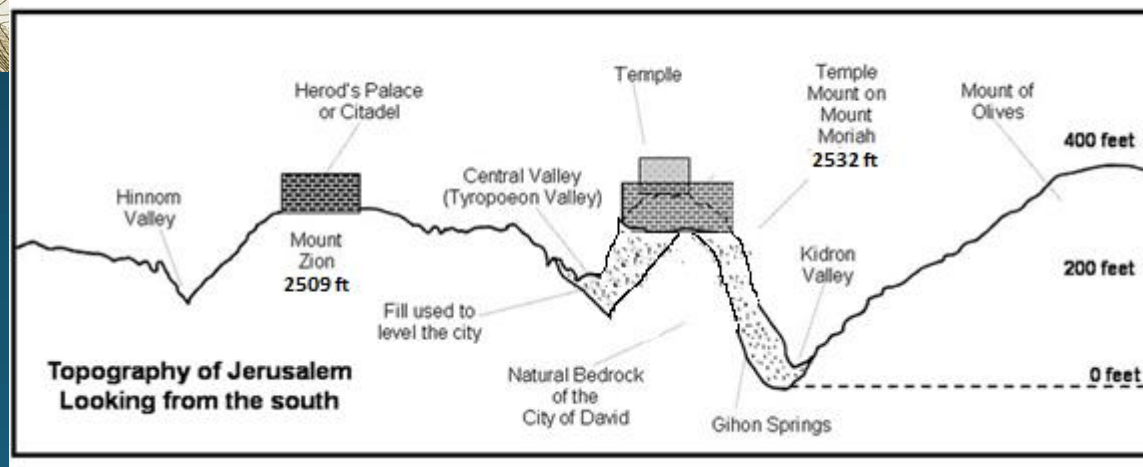 Herod's Palace
or Citadel
Templle
Temple
Mount on
Mount
Moriah
2532 ft
Mount of
Olives
400 feet
Hinnom
Valley
Central Valley
(Tyropoeon Valley)
Mount
Zion
2509 ft
Kidron
Valley
200 feet
Fill used to
level the city
Topography of Jerusalem
Looking from the south
Natural Bedrock
of the
City of David
Gihon Springs
0 feet